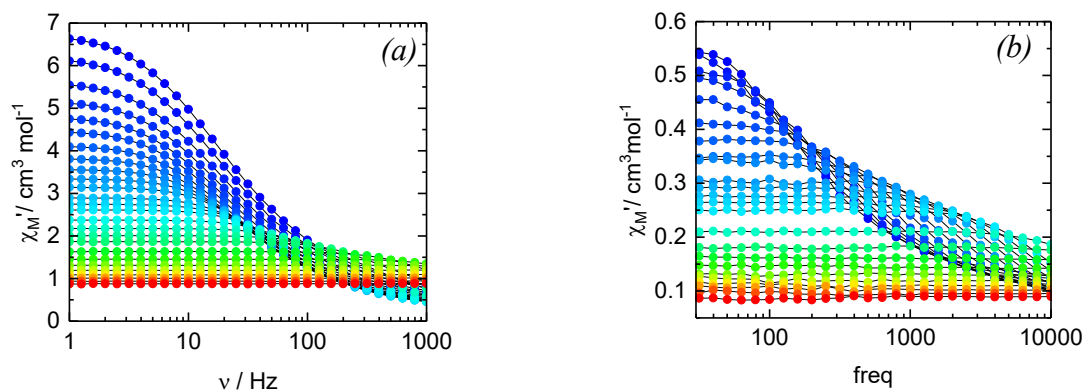 (a)
χM'/ cm³ mol⁻¹
7
6
5
4
3
2
1
0
1 10 100 1000
ν / Hz
(b)
χM'/ cm³mol⁻¹
0.6
0.5
0.4
0.3
0.2
0.1
100 1000 10000
freq